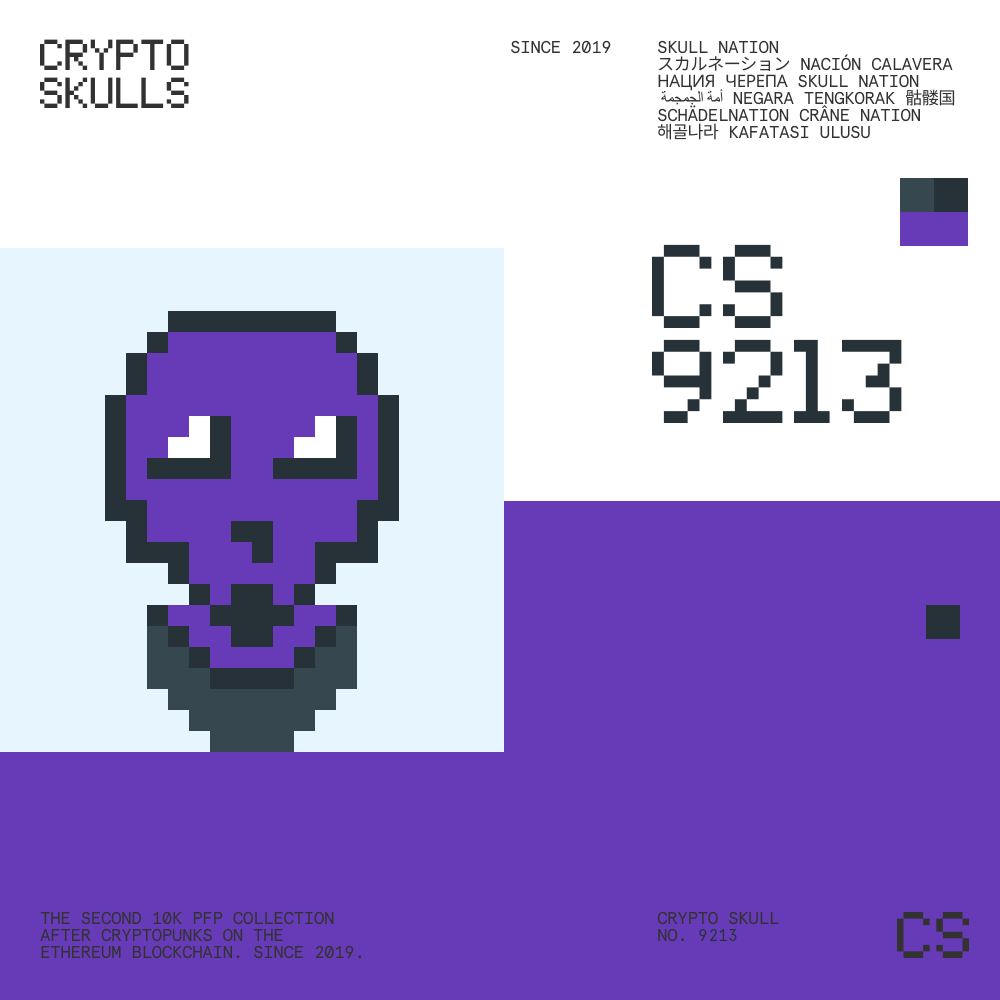 CRYPTO
SKULLS
SINCE 2019
SKULL NATION
スカルネーション NACIÓN CALAVERA
НАЦИЯ ЧЕРЕПА SKULL NATION
أمة الجمجمة NEGARA TENGKORAK 骷髅国
SCHÄDELNATION CRÂNE NATION
해골나라 KAFATASI ULUSU
CS
9213
THE SECOND 10K PFP COLLECTION
AFTER CRYPTOPUNKS ON THE
ETHEREUM BLOCKCHAIN. SINCE 2019.
CRYPTO SKULL
NO. 9213
CS